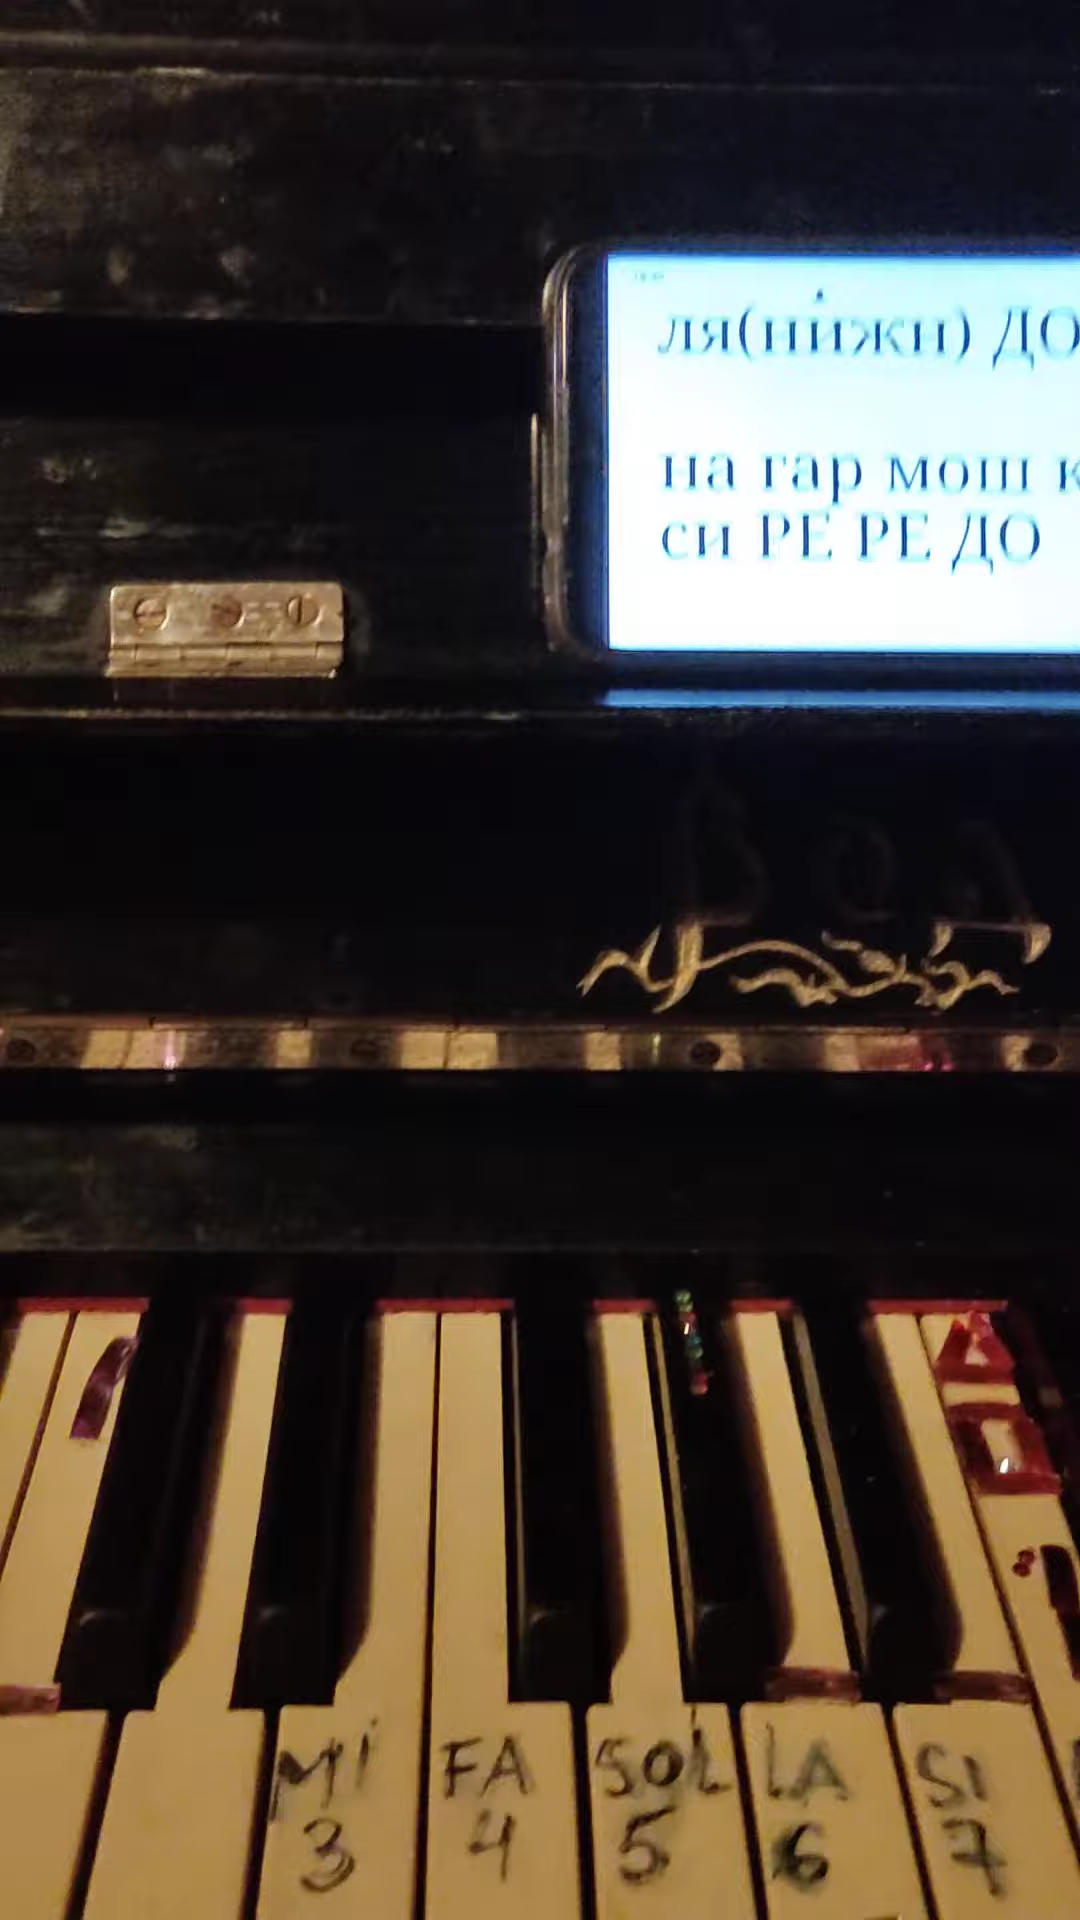 ля(нижн) ДО
на гар мош к
си РЕ РЕ ДО
MI FA SOL LA SI
3 4 5 6 7